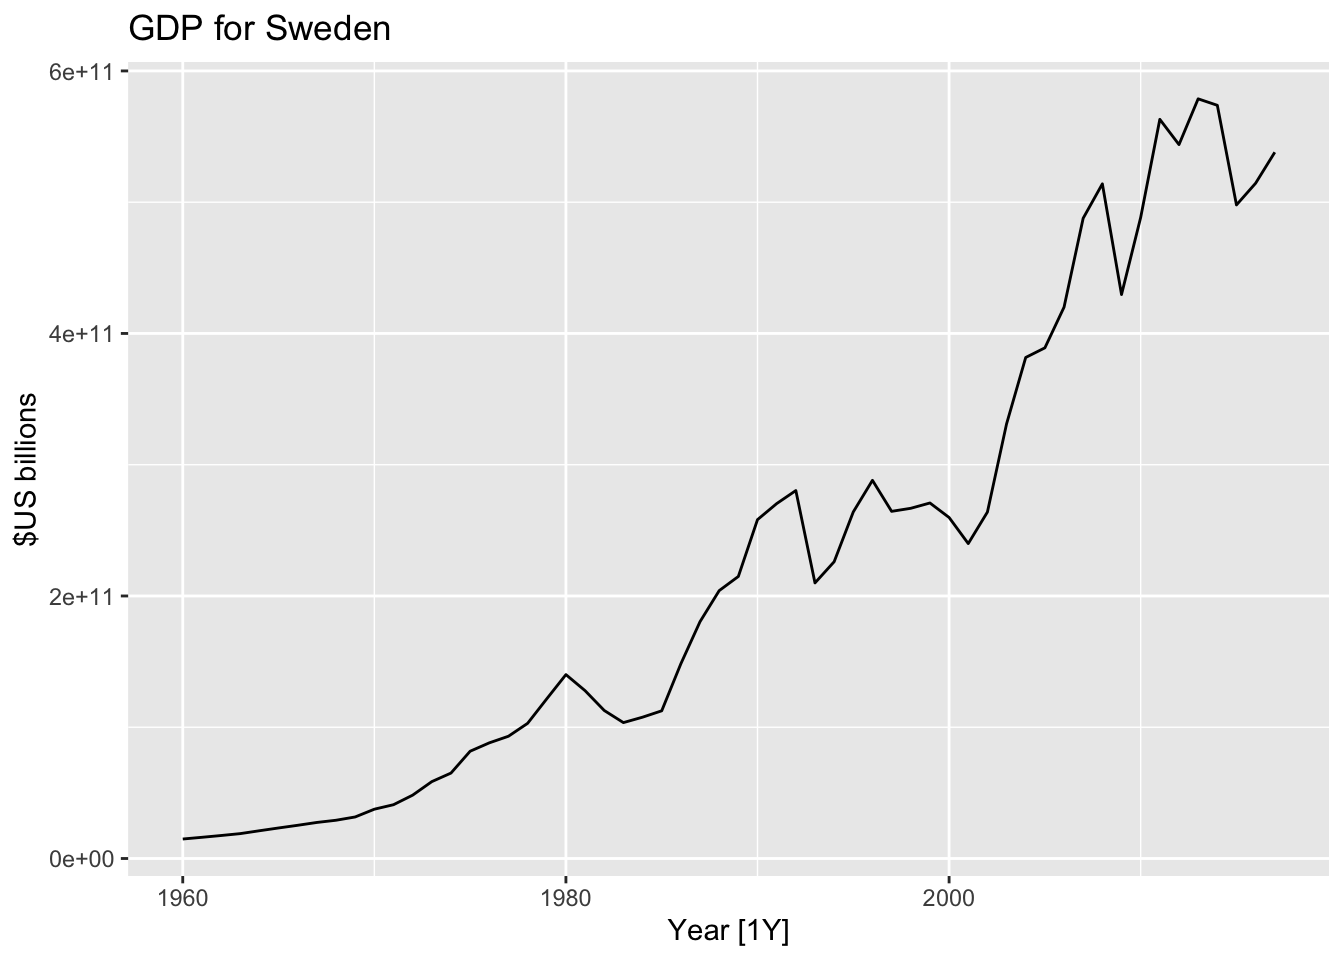 GDP for Sweden
6e+11
4e+11
2e+11
0e+00
$US billions
1960
1980
2000
Year [1Y]